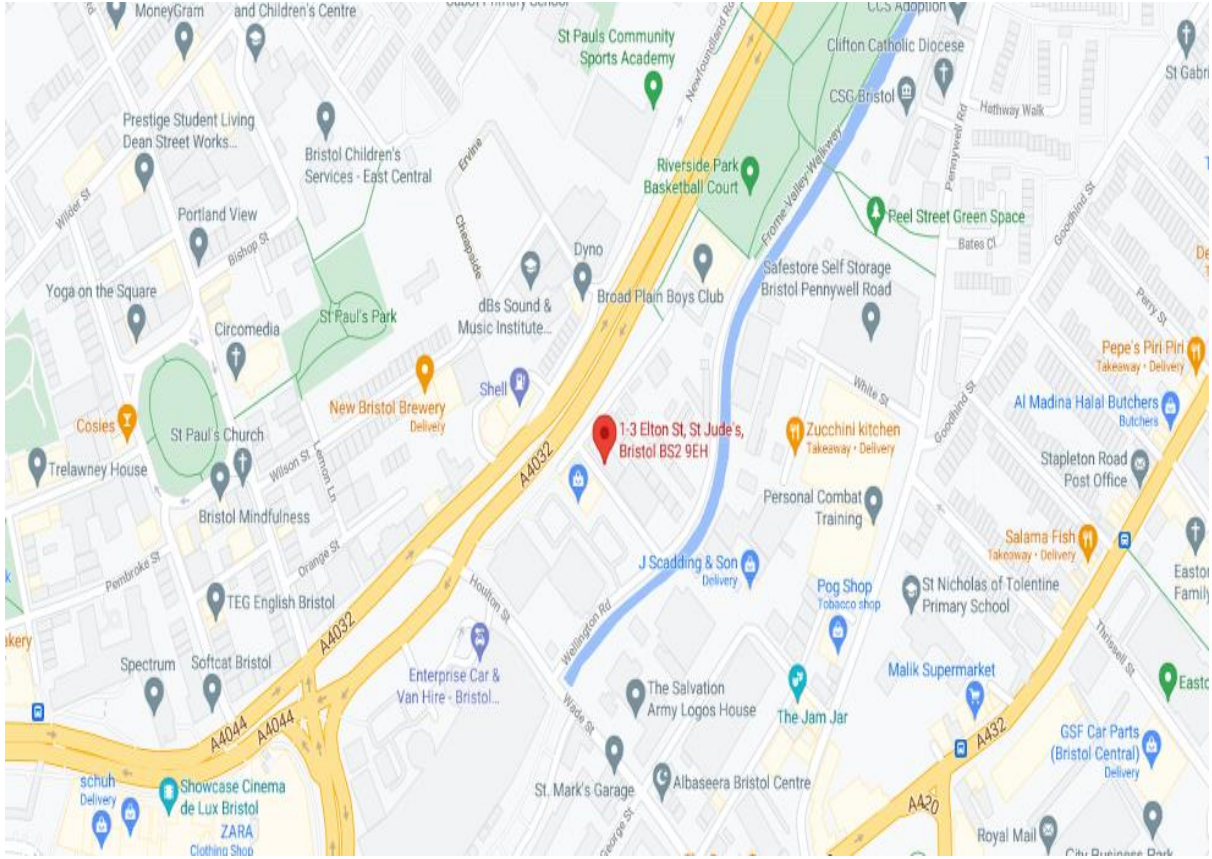 MoneyGram
and Children's Centre
St Pauls Community
Sports Academy
Newfoundland Rd
CCS Adoption
Clifton Catholic Diocese
CSG Bristol
Hathway Walk
Pennywell Rd
Prestige Student Living
Dean Street Works...
Bristol Children's
Services - East Central
Ervine
Cheapside
Riverside Park
Basketball Court
Frome Valley Walkway
Peel Street Green Space
Bates Cl
Goodhind St
Wilder St
Portland View
Bishop St
Yoga on the Square
Circomedia
St Paul's Park
dBs Sound &
Music Institute...
Dyno
Broad Plain Boys Club
Safestore Self Storage
Bristol Pennywell Road
Perry St
Pepe's Piri Piri
Takeaway • Delivery
White St
Goodhind St
Al Madina Halal Butchers
Butchers
Shell
New Bristol Brewery
Delivery
Cosies
St Paul's Church
Trelawney House
Wilson St
Lemon Ln
Bristol Mindfulness
A4032
1-3 Elton St, St Jude's,
Bristol BS2 9EH
Zucchini kitchen
Takeaway • Delivery
Stapleton Road
Post Office
Personal Combat
Training
Salama Fish
Takeaway • Delivery
Easton
Family
Pembroke St
Orange St
TEG English Bristol
A4032
Houlton St
J Scadding & Son
Delivery
Pog Shop
Tobacco shop
St Nicholas of Tolentine
Primary School
Thrissell St
Spectrum
Softcat Bristol
Enterprise Car &
Van Hire - Bristol...
Wellington Rd
Wade St
The Salvation
Army Logos House
The Jam Jar
Malik Supermarket
Easto
A4044
A4044
A432
GSF Car Parts
(Bristol Central)
Delivery
schuh
Delivery
Showcase Cinema
de Lux Bristol
ZARA
Clothing Shop
St. Mark's Garage
Albaseera Bristol Centre
George St
A420
Royal Mail
City Business Park